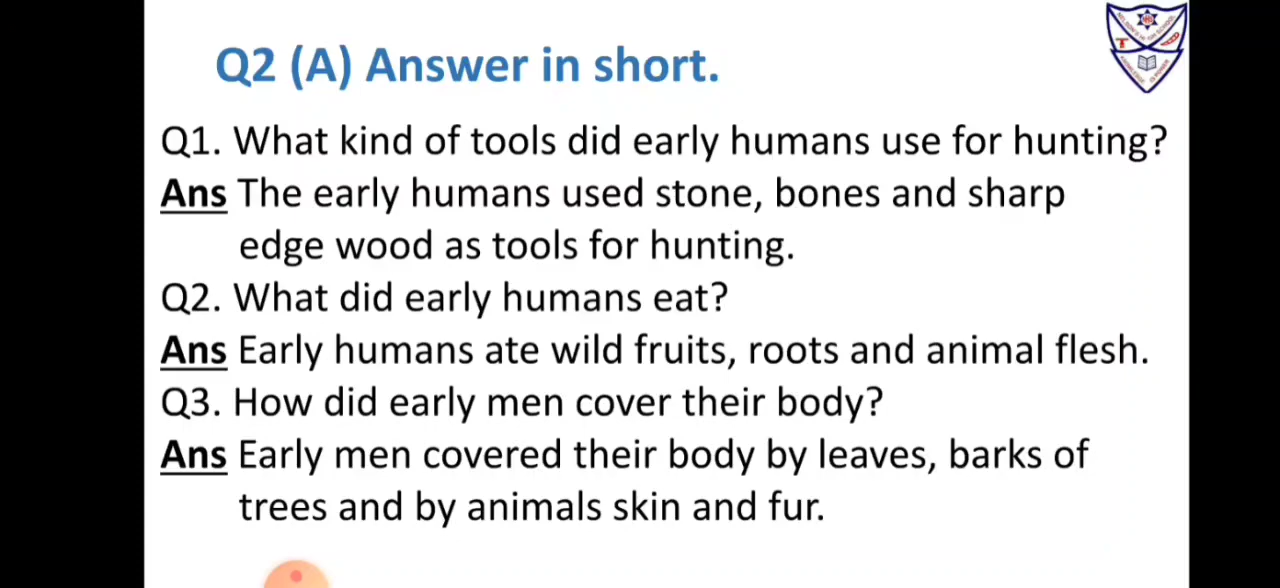 Q2 (A) Answer in short.
Q1. What kind of tools did early humans use for hunting?
Ans The early humans used stone, bones and sharp
edge wood as tools for hunting.
Q2. What did early humans eat?
Ans Early humans ate wild fruits, roots and animal flesh.
Q3. How did early men cover their body?
Ans Early men covered their body by leaves, barks of
trees and by animals skin and fur.